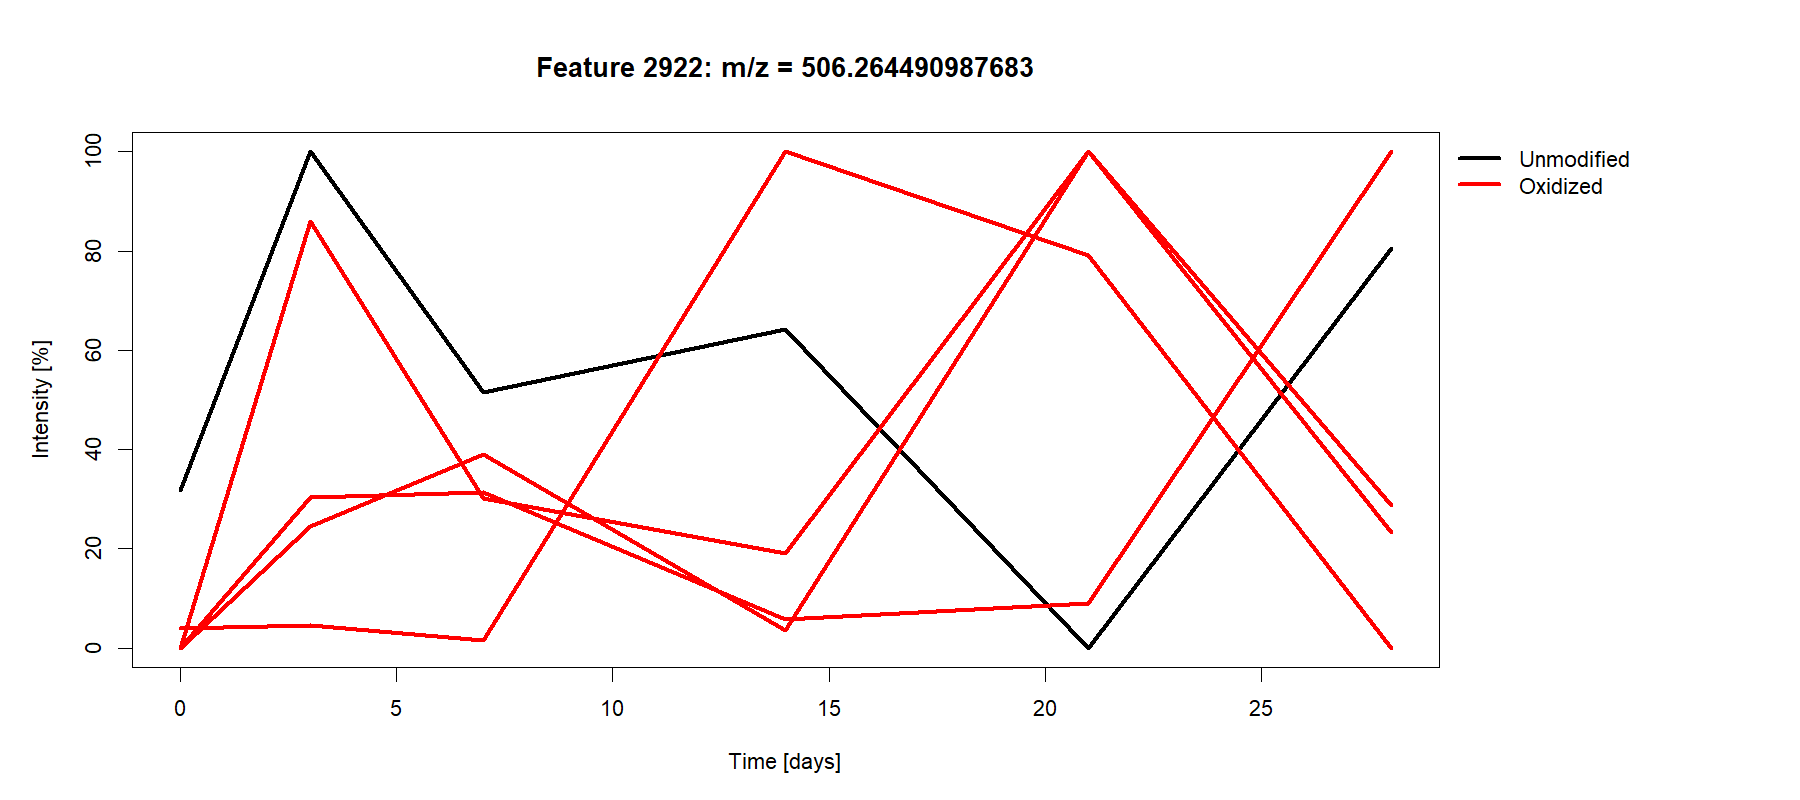 Feature 2922: m/z = 506.264490987683
Unmodified
Oxidized
Intensity [%]
100
80
60
40
20
0
0 5 10 15 20 25
Time [days]